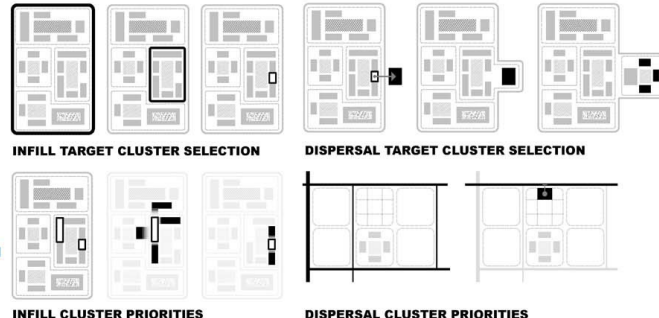 INFILL TARGET CLUSTER SELECTION
DISPERSAL TARGET CLUSTER SELECTION
INFILL CLUSTER PRIORITIES
DISPERSAL CLUSTER PRIORITIES